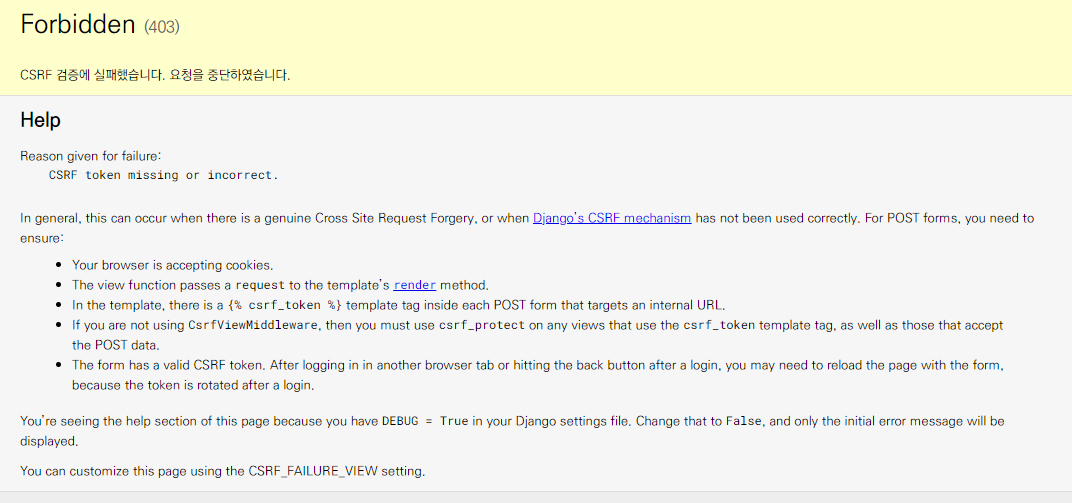 Forbidden (403)
CSRF 검증에 실패했습니다. 요청을 중단하였습니다.
Help
Reason given for failure:
CSRF token missing or incorrect.
In general, this can occur when there is a genuine Cross Site Request Forgery, or when Django's CSRF mechanism has not been used correctly. For POST forms, you need to
ensure:
• Your browser is accepting cookies.
• The view function passes a request to the template's render method.
• In the template, there is a {% csrf_token %} template tag inside each POST form that targets an internal URL.
• If you are not using CsrfViewMiddleware, then you must use csrf_protect on any views that use the csrf_token template tag, as well as those that accept
the POST data.
• The form has a valid CSRF token. After logging in in another browser tab or hitting the back button after a login, you may need to reload the page with the form,
because the token is rotated after a login.
You're seeing the help section of this page because you have DEBUG = True in your Django settings file. Change that to False, and only the initial error message will be
displayed.
You can customize this page using the CSRF_FAILURE_VIEW setting.